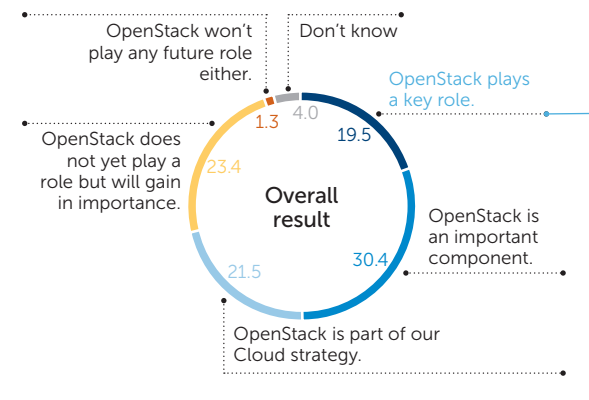 OpenStack won't
play any future role
either.
Don't know
OpenStack plays
a key role.
4.0
1.3
19.5
OpenStack does
not yet play a
role but will gain
in importance.
23.4
Overall
result
OpenStack is
an important
component.
30.4
21.5
OpenStack is part of our
Cloud strategy.